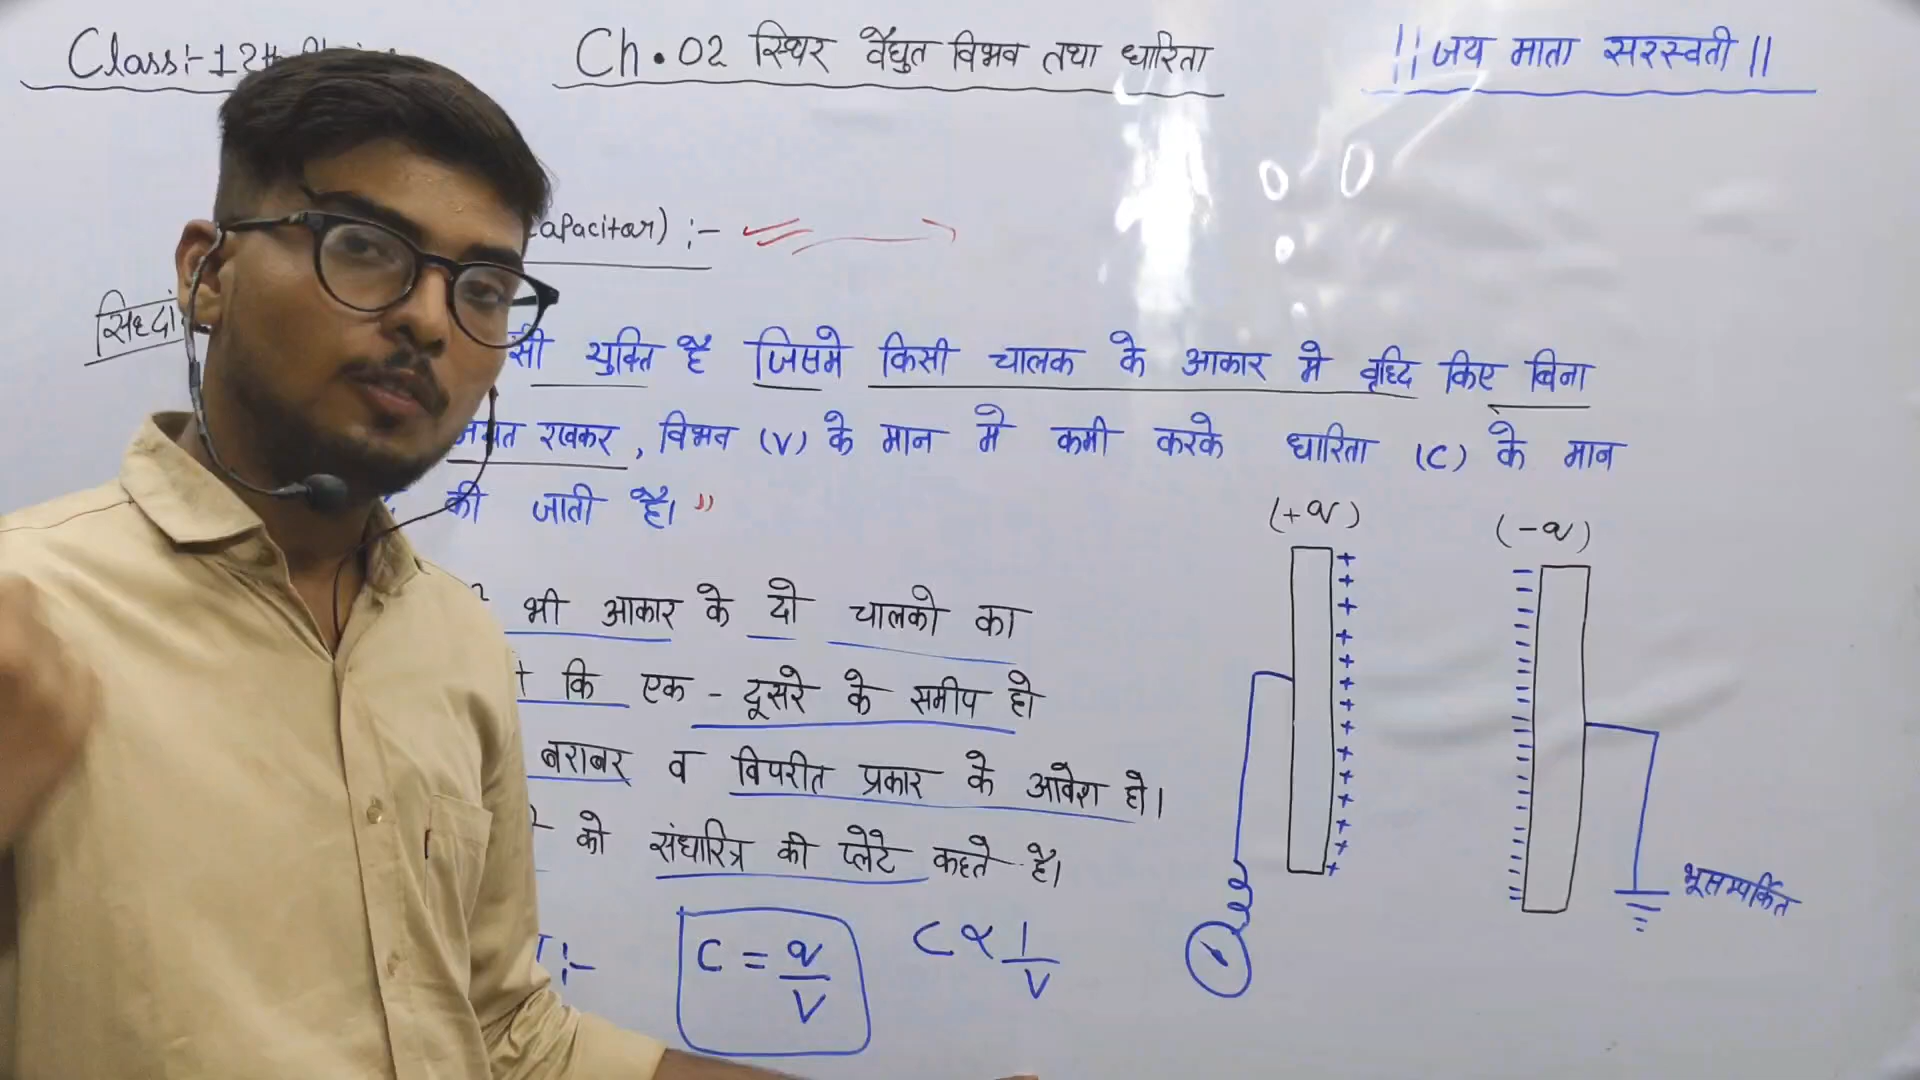 Class:- 12th
Ch.02 स्थिर वैद्युत विभव तथा धारिता
||जय माता सरस्वती||
apacitor) :-
सिद्धां
सी युक्ति है जिसमे किसी चालक के आकार मे वृद्धि किए बिना
रखकर, विभव (V) के मान मे कमी करके धारिता (C) के मान
की जाती है। "
(+q)
(-q)
भी आकार के दो चालको का
कि एक - दूसरे के समीप हो
बराबर व विपरीत प्रकार के आवेश हो।
को संधारित्र की प्लेटे कहते है।
भूसम्पर्कित
:-
C = q/V
C ∝ 1/V